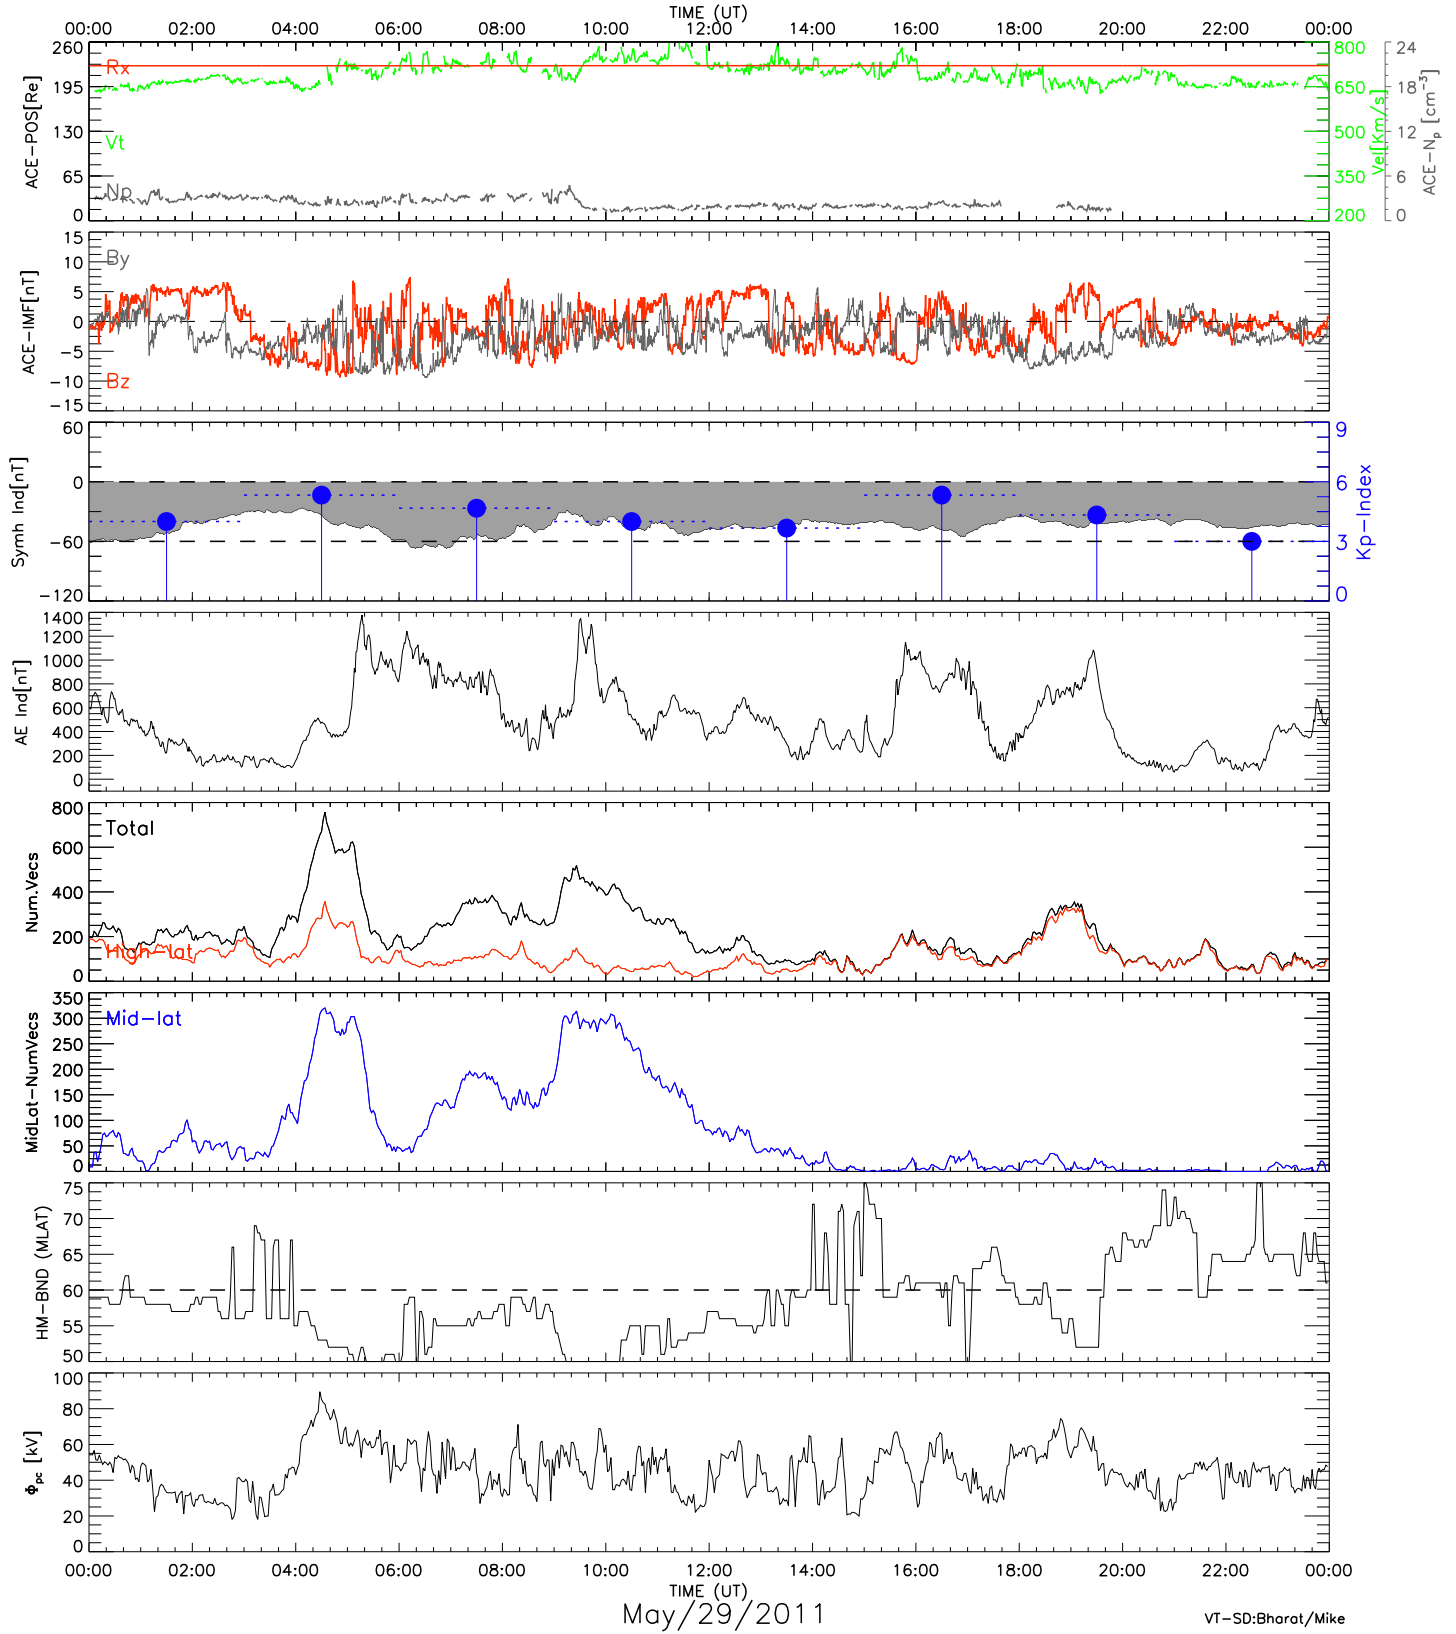 TIME (UT)
00:00 02:00 04:00 06:00 08:00 10:00 12:00 14:00 16:00 18:00 20:00 22:00 00:00
ACE-POS[Re]
260 195 130 65 0
Rx
Vt
Np
800 650 500 350 200
Vel[Km/s]
24 18 12 6 0
ACE-Np [cm⁻³]
ACE-IMF[nT]
15 10 5 0 -5 -10 -15
By
Bz
Symh Ind[nT]
60 0 -60 -120
9 6 3 0
Kp-Index
AE Ind[nT]
1400 1200 1000 800 600 400 200 0
Num.Vecs
800 600 400 200 0
Total
High-lat
MidLat-NumVecs
350 300 250 200 150 100 50 0
Mid-lat
HM-BND (MLAT)
75 70 65 60 55 50
Φpc [kV]
100 80 60 40 20 0
00:00 02:00 04:00 06:00 08:00 10:00 12:00 14:00 16:00 18:00 20:00 22:00 00:00
TIME (UT)
May/29/2011
VT-SD:Bharat/Mike